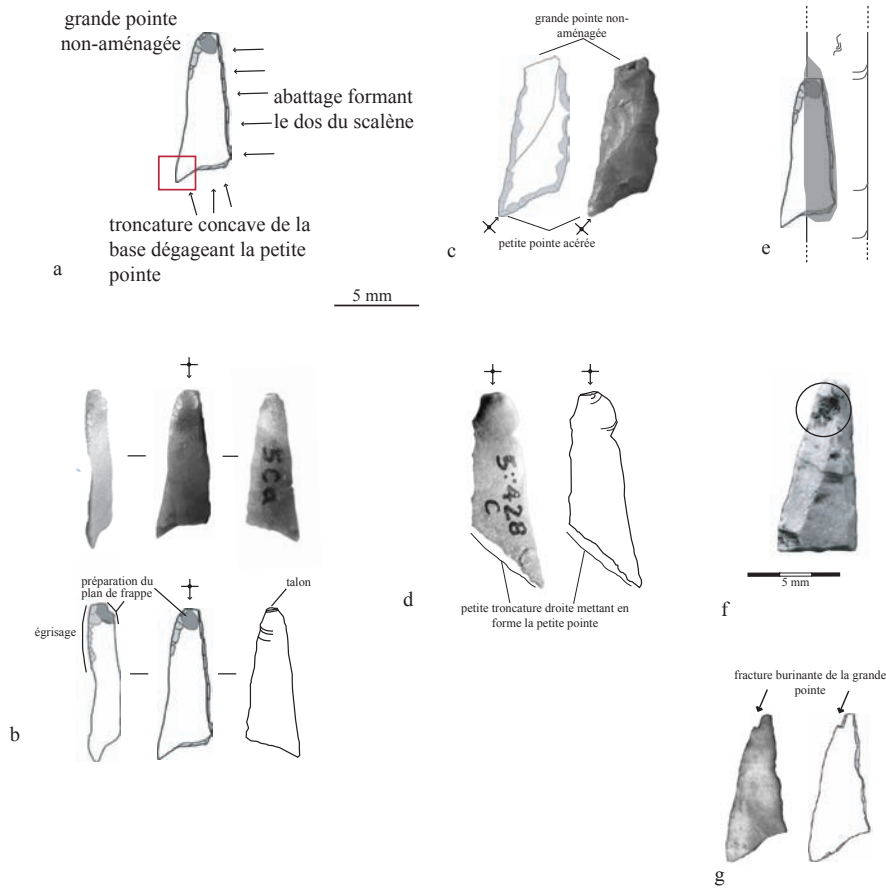 grande pointe
non-aménagée
abattage formant
le dos du scalène
troncature concave de la
base dégageant la petite
pointe
a
5 mm
grande pointe non-
aménagée
petite pointe acérée
c
e
5Ca
préparation du
plan de frappe
égrisage
talon
b
5::428
C
petite troncature droite mettant en
forme la petite pointe
d
5 mm
f
fracture burinante de la grande
pointe
g